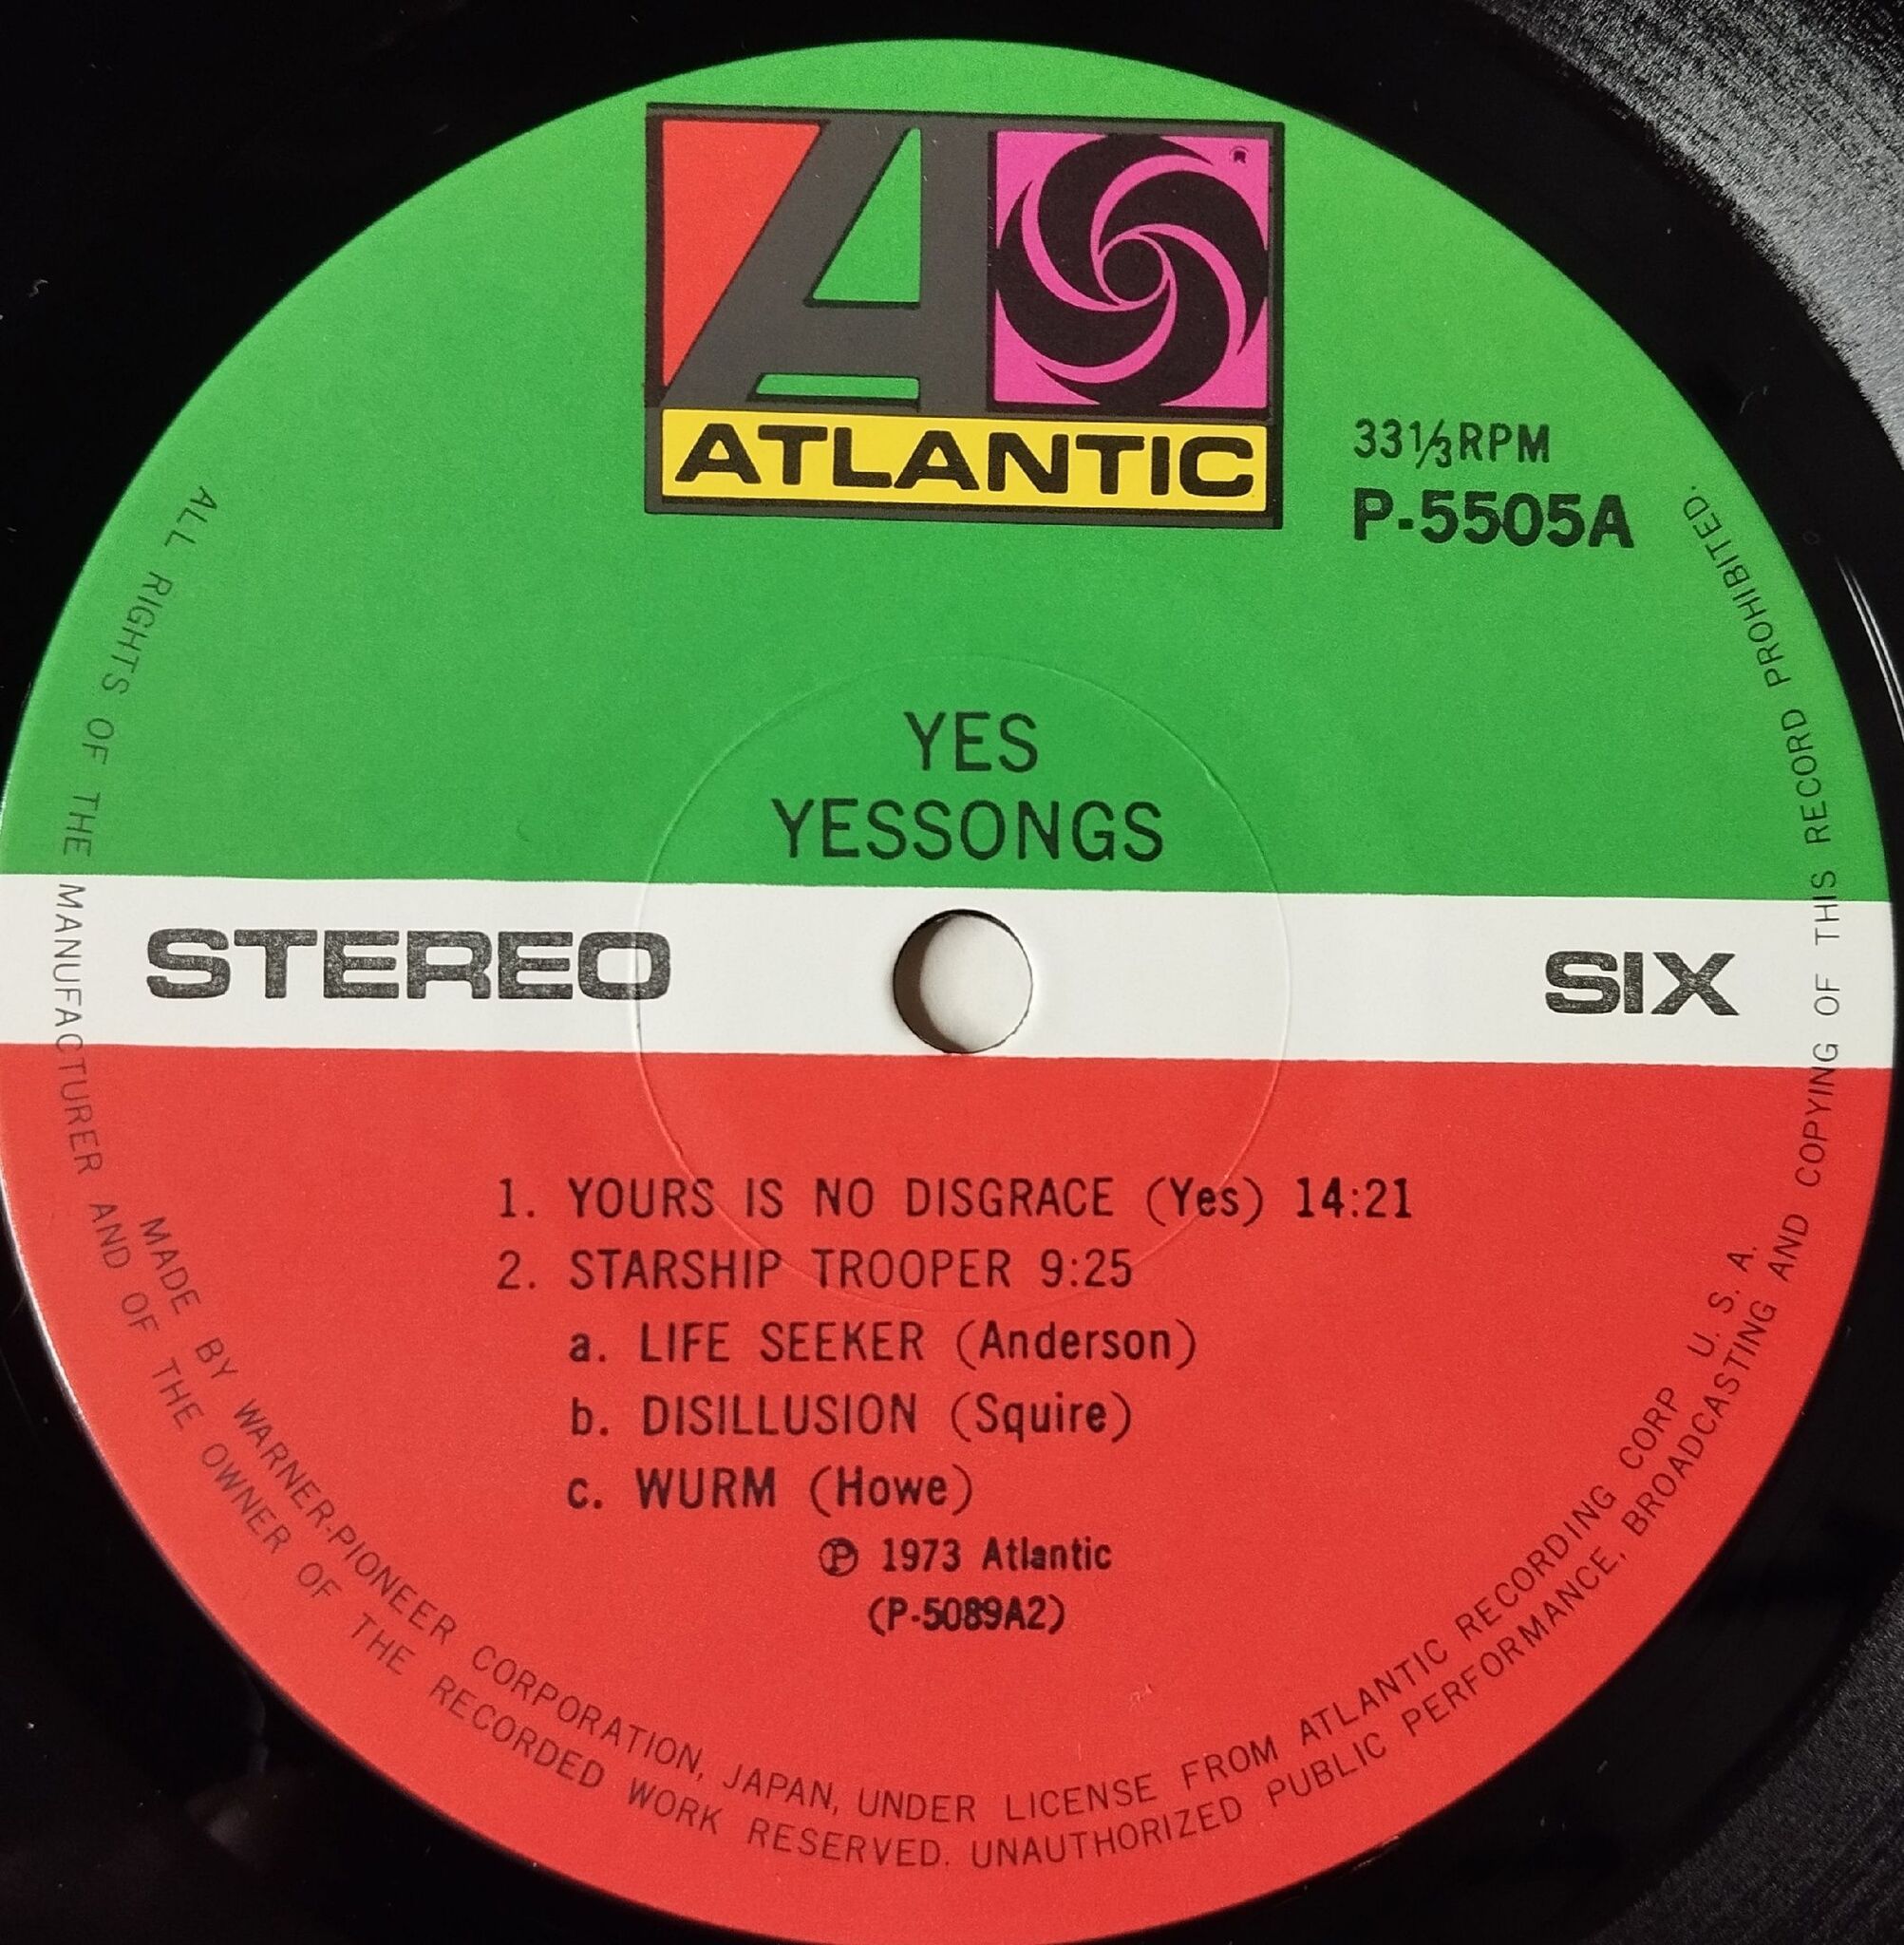 ATLANTIC
33⅓RPM
P-5505A
YES
YESSONGS
STEREO
SIX
1. YOURS IS NO DISGRACE (Yes) 14:21
2. STARSHIP TROOPER 9:25
a. LIFE SEEKER (Anderson)
b. DISILLUSION (Squire)
c. WURM (Howe)
℗ 1973 Atlantic
(P-5089A2)
MADE BY WARNER-PIONEER CORPORATION, JAPAN, UNDER LICENSE FROM ATLANTIC RECORDING CORP U. S. A.
ALL RIGHTS OF THE MANUFACTURER AND OF THE OWNER OF THE RECORDED WORK RESERVED. UNAUTHORIZED PUBLIC PERFORMANCE, BROADCASTING AND COPYING OF THIS RECORD PROHIBITED.